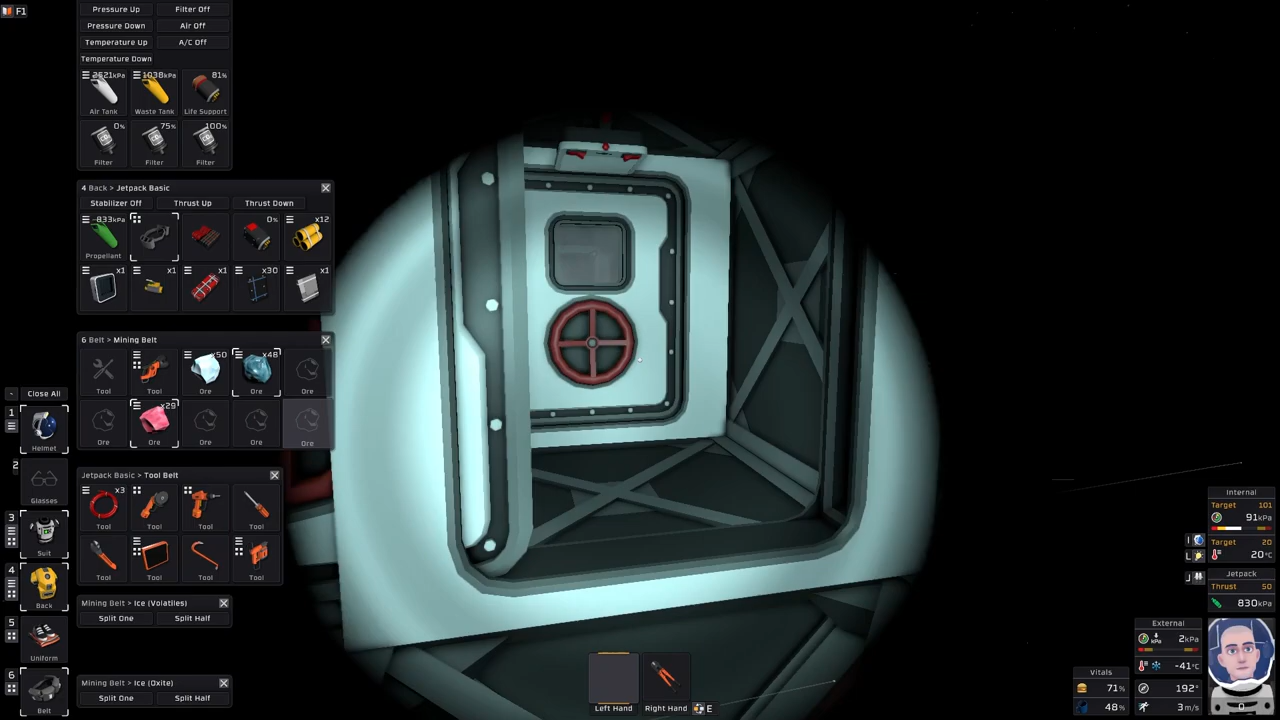 F1
Pressure Up Filter Off
Pressure Down Air Off
Temperature Up A/C Off
Temperature Down
2521kPa 1038kPa 81%
Air Tank Waste Tank Life Support
0% 75% 100%
Filter Filter Filter
4 Back > Jetpack Basic
Stabilizer Off Thrust Up Thrust Down
833kPa 0% x12
Propellant
x1 x1 x1 x30 x1
6 Belt > Mining Belt
x50 x48
Tool Tool Ore Ore Ore
x29
Ore Ore Ore Ore Ore
Jetpack Basic > Tool Belt
x3
Tool Tool Tool Tool
Tool Tool Tool Tool
Mining Belt > Ice (Volatiles)
Split One Split Half
Mining Belt > Ice (Oxite)
Split One Split Half
- Close All
1
Helmet
2
Glasses
3
Suit
4
Back
5
Uniform
6
Belt
Left Hand Right Hand E
Internal
Target 101
91kPa
Target 20
20°C
I
L
J
Jetpack
Thrust 50
830kPa
External
kPa 2kPa
-41°C
Vitals
71% 192°
48% 3m/s
0